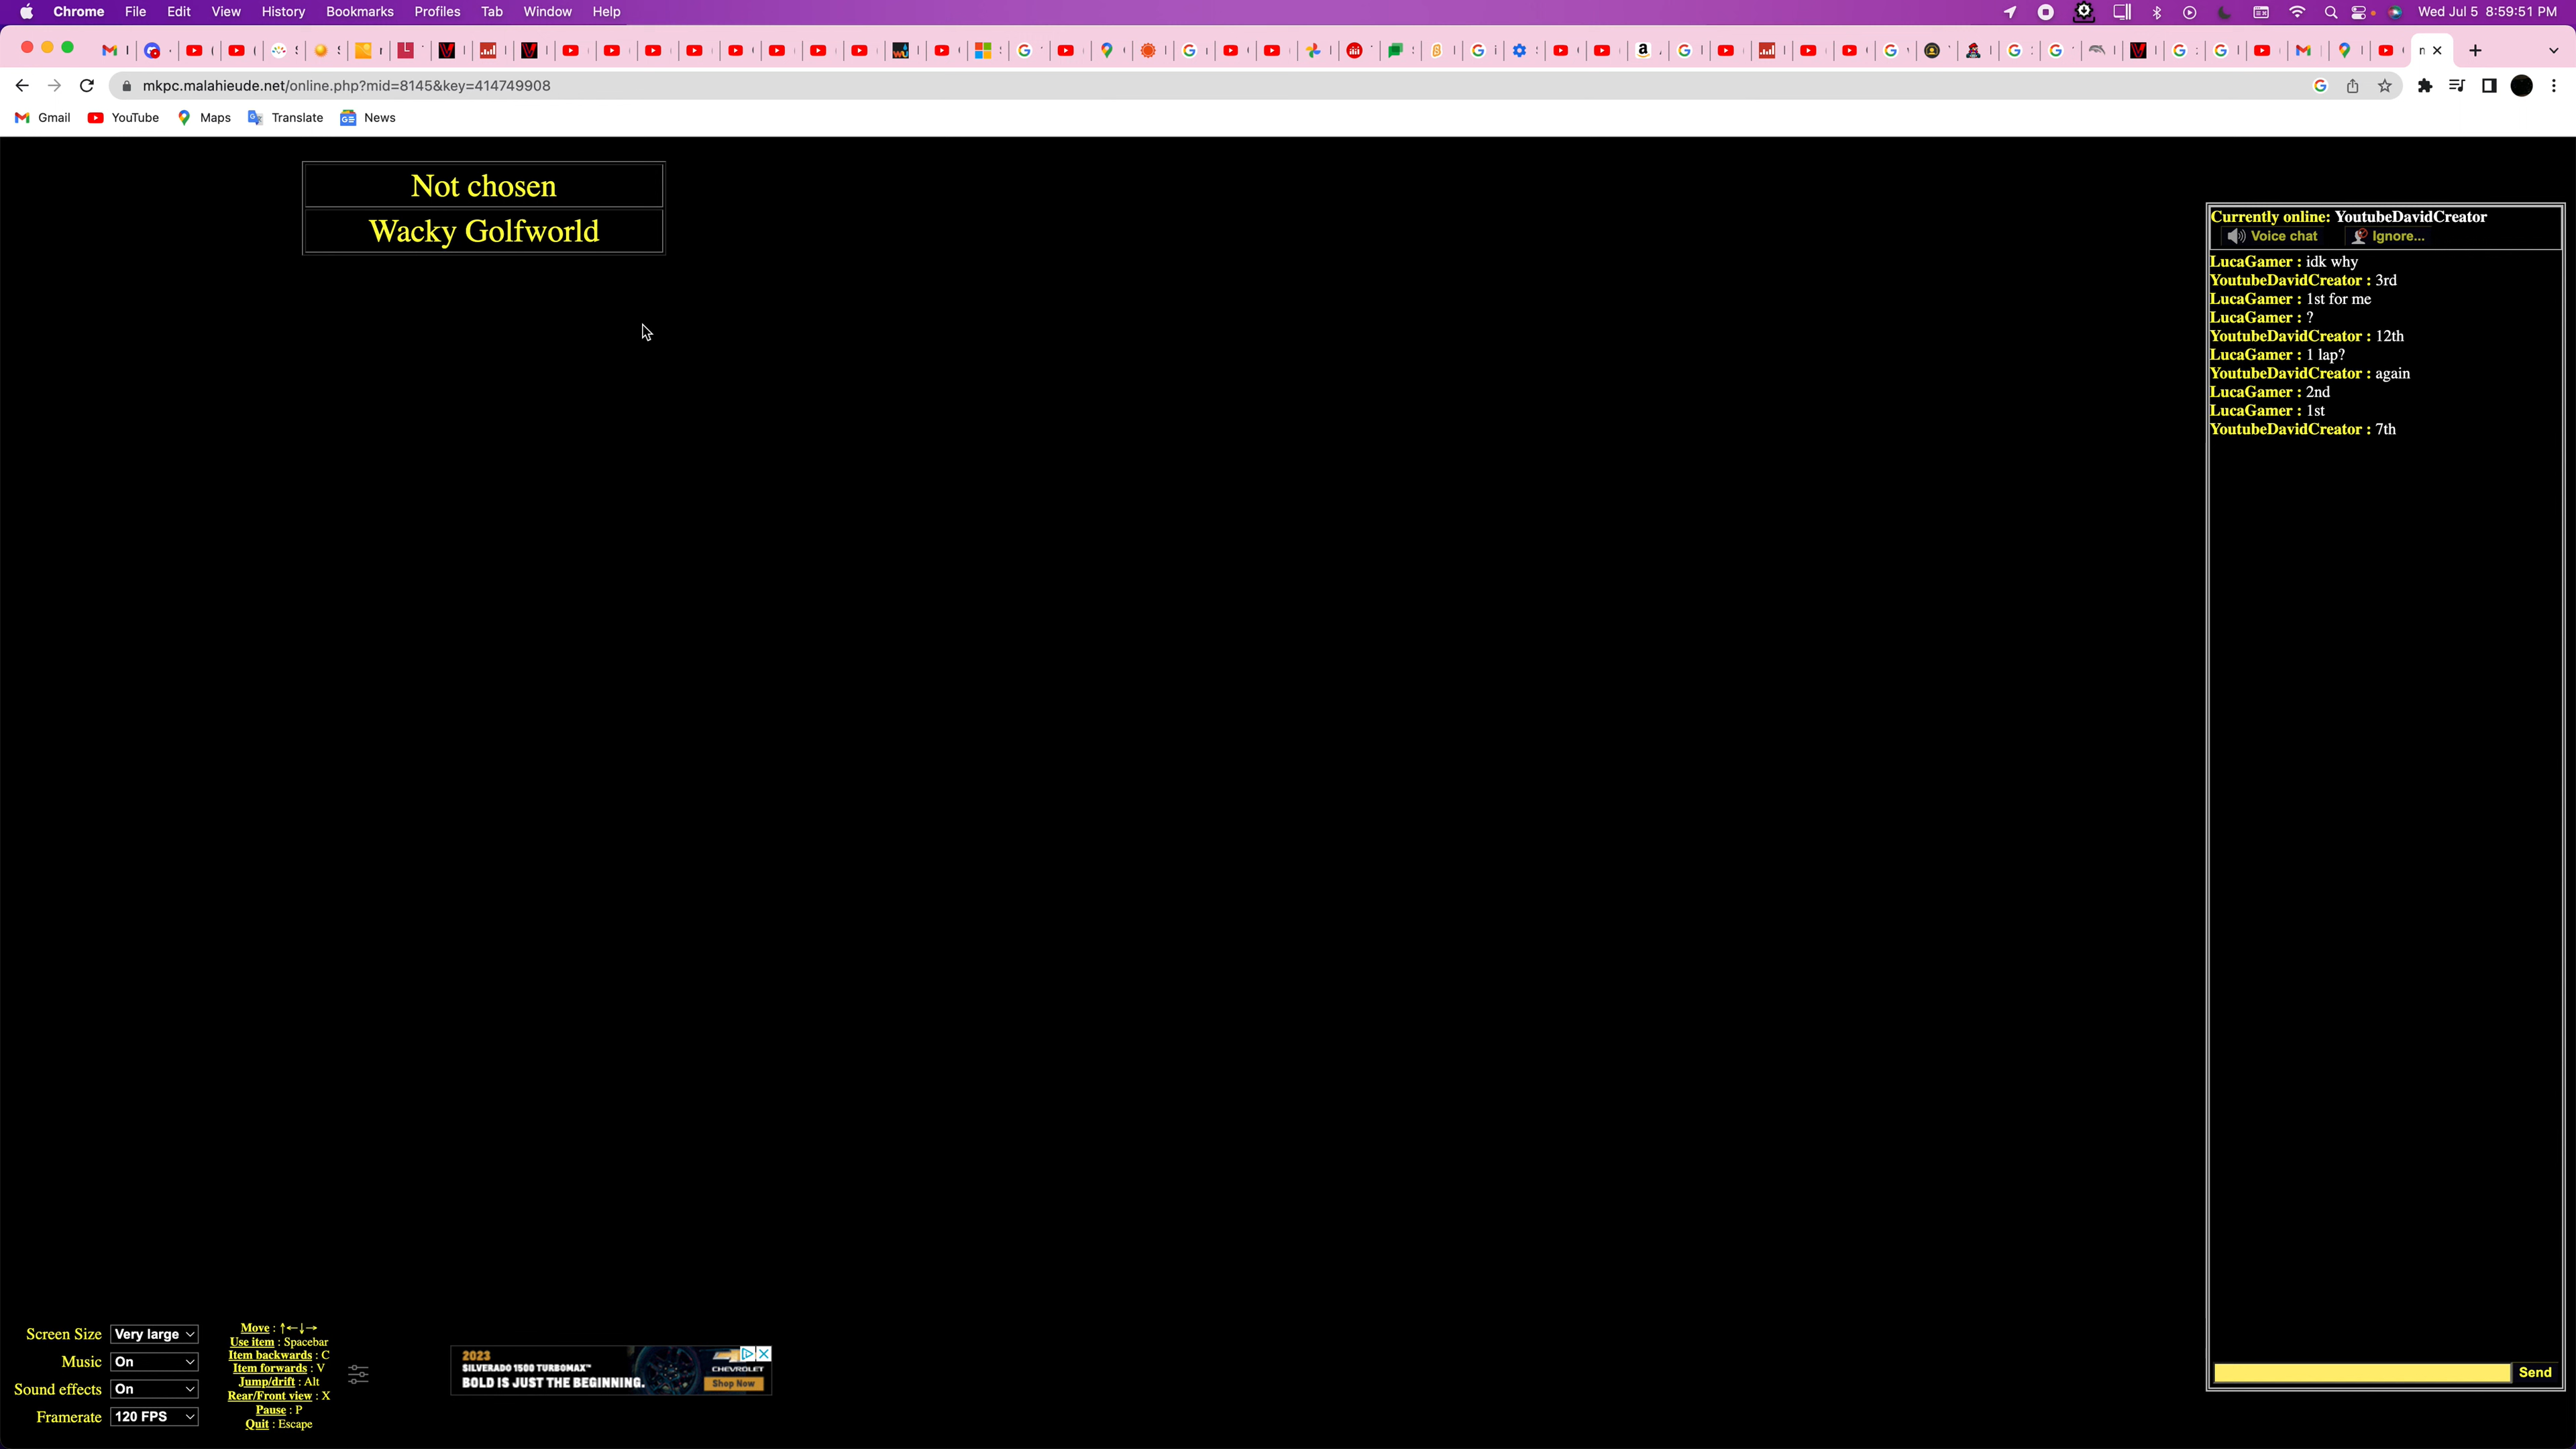 Chrome File Edit View History Bookmarks Profiles Tab Window Help Wed Jul 5 8:59:51 PM
mkpc.malahieude.net/online.php?mid=8145&key=414749908
Gmail YouTube Maps Translate News
Not chosen
Wacky Golfworld
Currently online: YoutubeDavidCreator
Voice chat Ignore...
LucaGamer : idk why
YoutubeDavidCreator : 3rd
LucaGamer : 1st for me
LucaGamer : ?
YoutubeDavidCreator : 12th
LucaGamer : 1 lap?
YoutubeDavidCreator : again
LucaGamer : 2nd
LucaGamer : 1st
YoutubeDavidCreator : 7th
Send
Screen Size Very large
Music On
Sound effects On
Framerate 120 FPS
Move : ↑←↓→
Use item : Spacebar
Item backwards : C
Item forwards : V
Jump/drift : Alt
Rear/Front view : X
Pause : P
Quit : Escape
2023
SILVERADO 1500 TURBOMAX™
BOLD IS JUST THE BEGINNING.
CHEVROLET
Shop Now